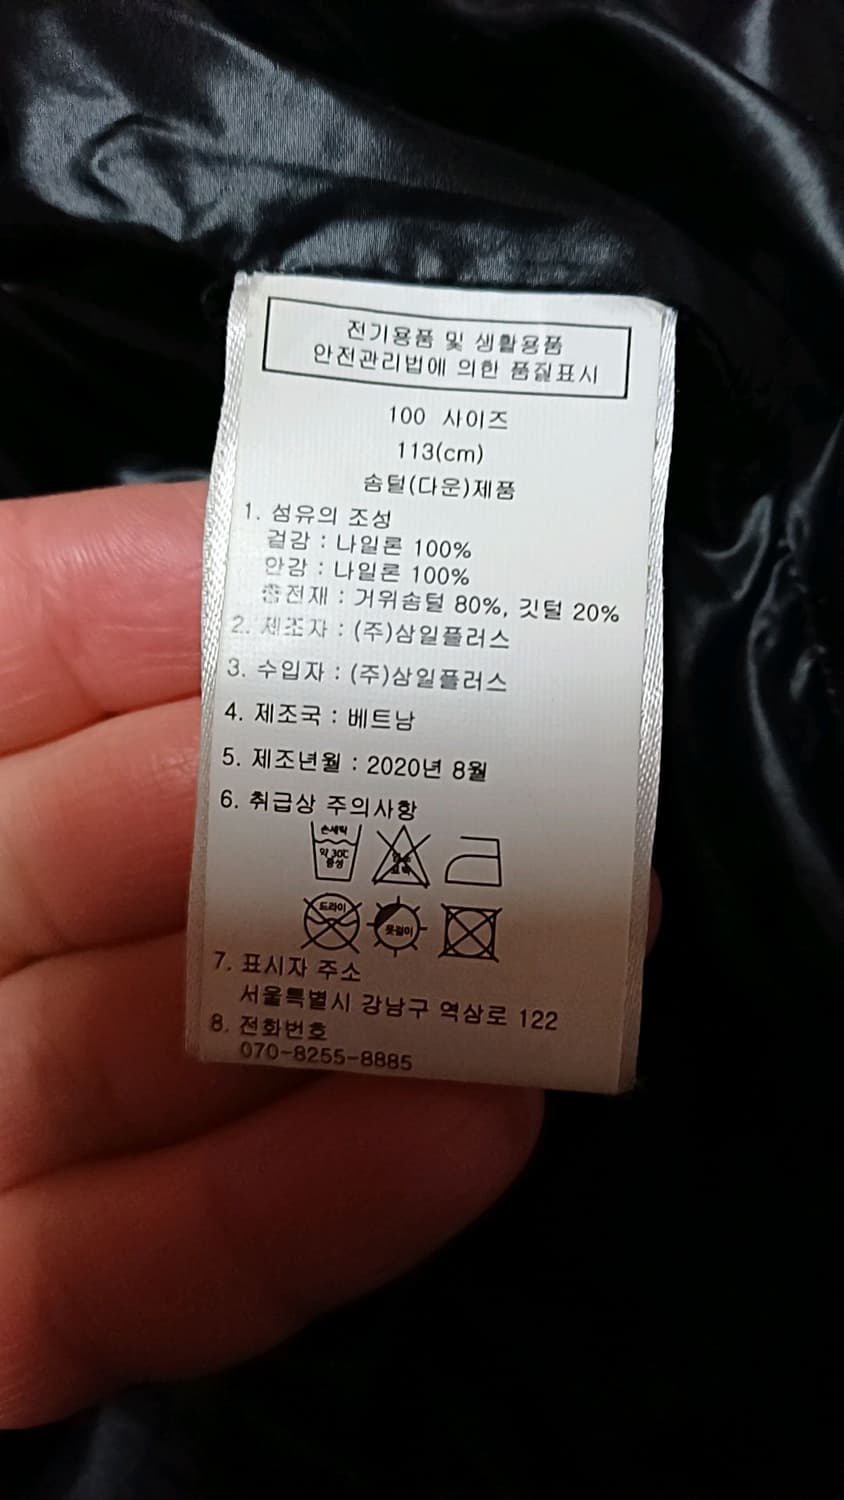 전기용품 및 생활용품
안전관리법에 의한 품질표시
100 사이즈
113(cm)
솜털(다운)제품
1. 섬유의 조성
겉감 : 나일론 100%
안감 : 나일론 100%
충전재 : 거위솜털 80%, 깃털 20%
2. 제조자 : (주)삼일플러스
3. 수입자 : (주)삼일플러스
4. 제조국 : 베트남
5. 제조년월 : 2020년 8월
6. 취급상 주의사항
손세탁
약 30℃
중성
드라이
옷걸이
7. 표시자 주소
서울특별시 강남구 역삼로 122
8. 전화번호
070-8255-8885